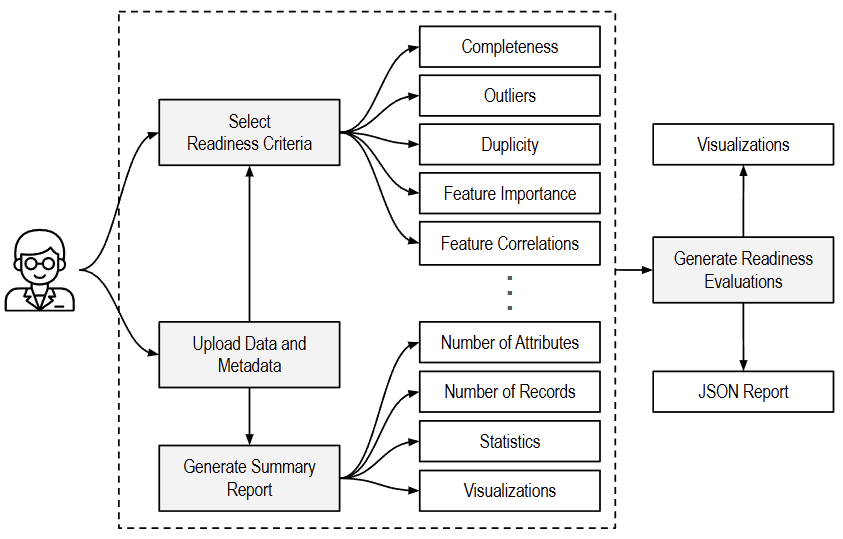 Select
Readiness Criteria
Upload Data and
Metadata
Generate Summary
Report
Completeness
Outliers
Duplicity
Feature Importance
Feature Correlations
Number of Attributes
Number of Records
Statistics
Visualizations
Visualizations
Generate Readiness
Evaluations
JSON Report